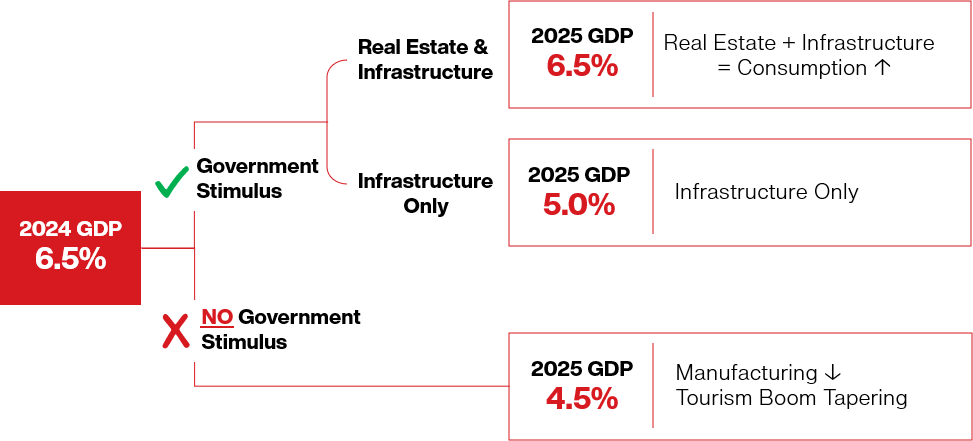 2024 GDP
6.5%
Government
Stimulus
NO Government
Stimulus
Real Estate &
Infrastructure
Infrastructure
Only
2025 GDP
6.5%
Real Estate + Infrastructure
= Consumption ↑
2025 GDP
5.0%
Infrastructure Only
2025 GDP
4.5%
Manufacturing ↓
Tourism Boom Tapering